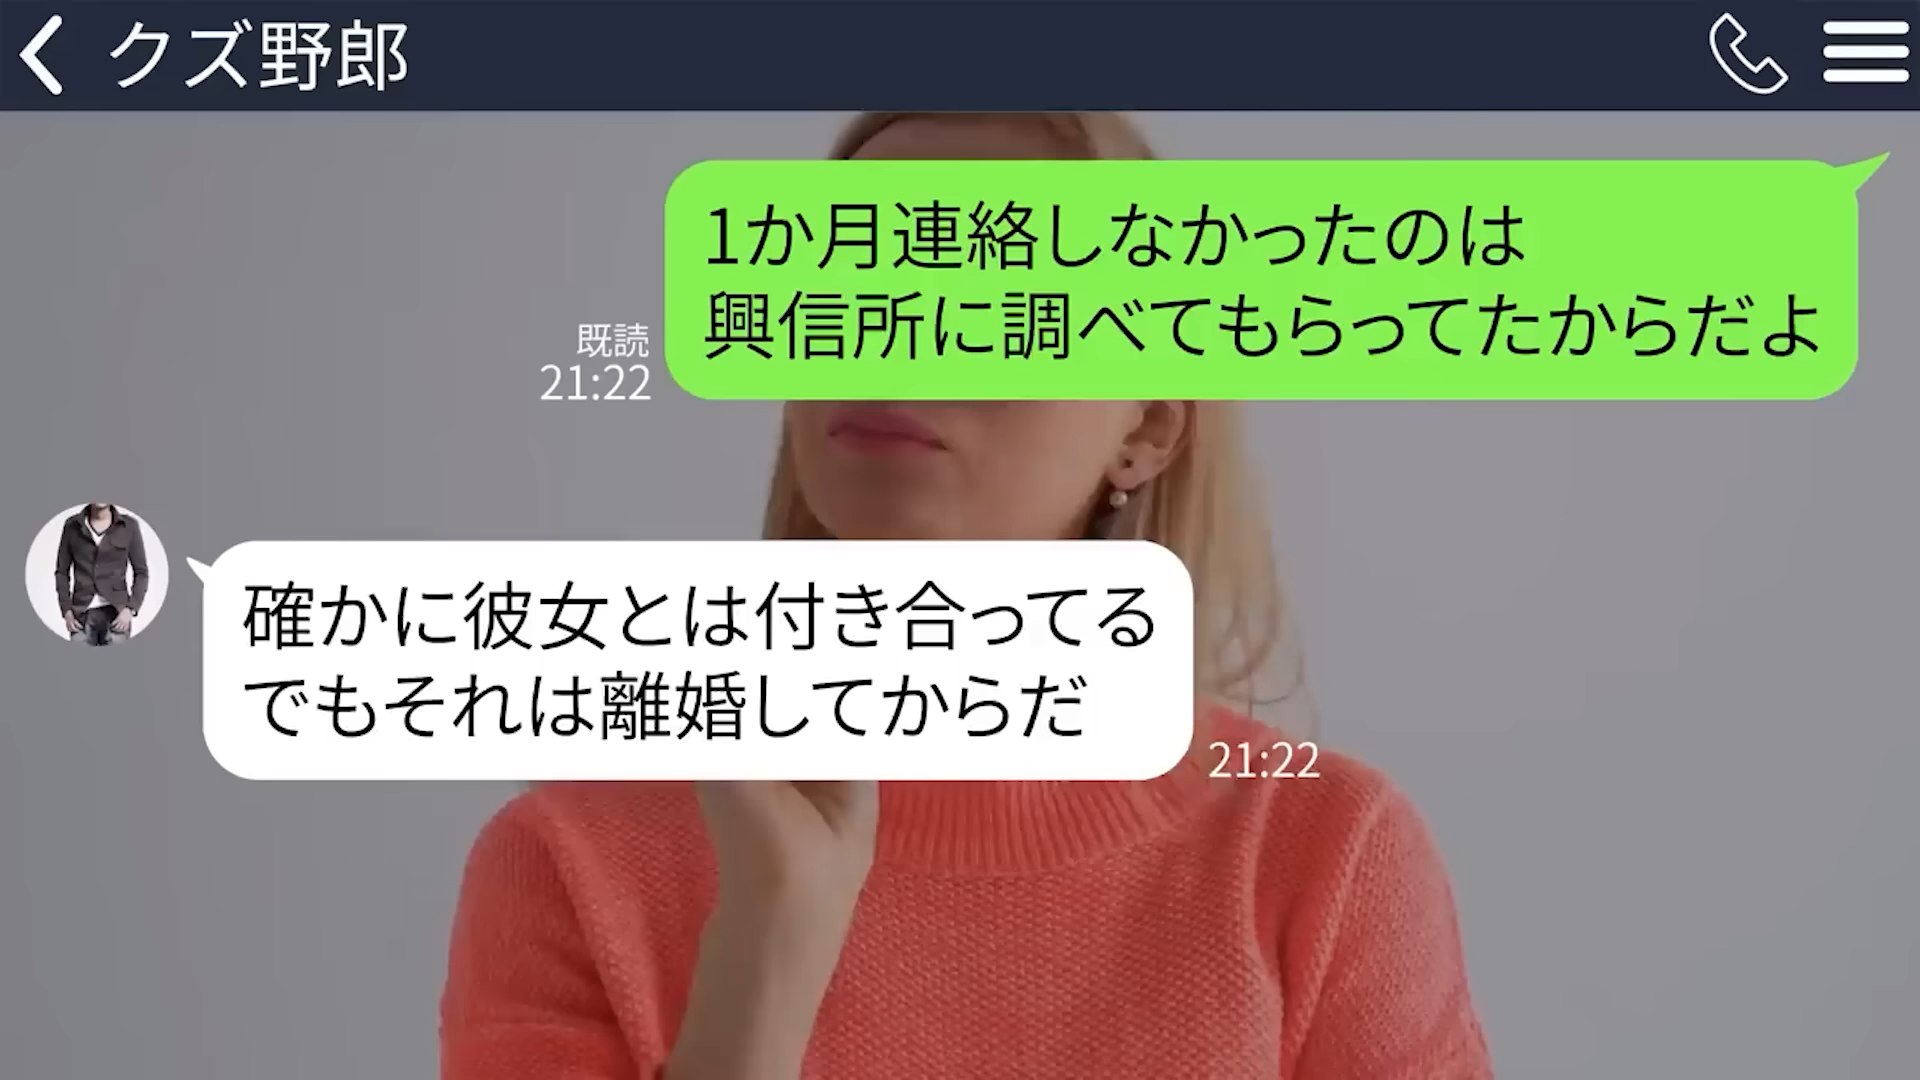 クズ野郎
1か月連絡しなかったのは
興信所に調べてもらってたからだよ
既読
21:22
確かに彼女とは付き合ってる
でもそれは離婚してからだ
21:22